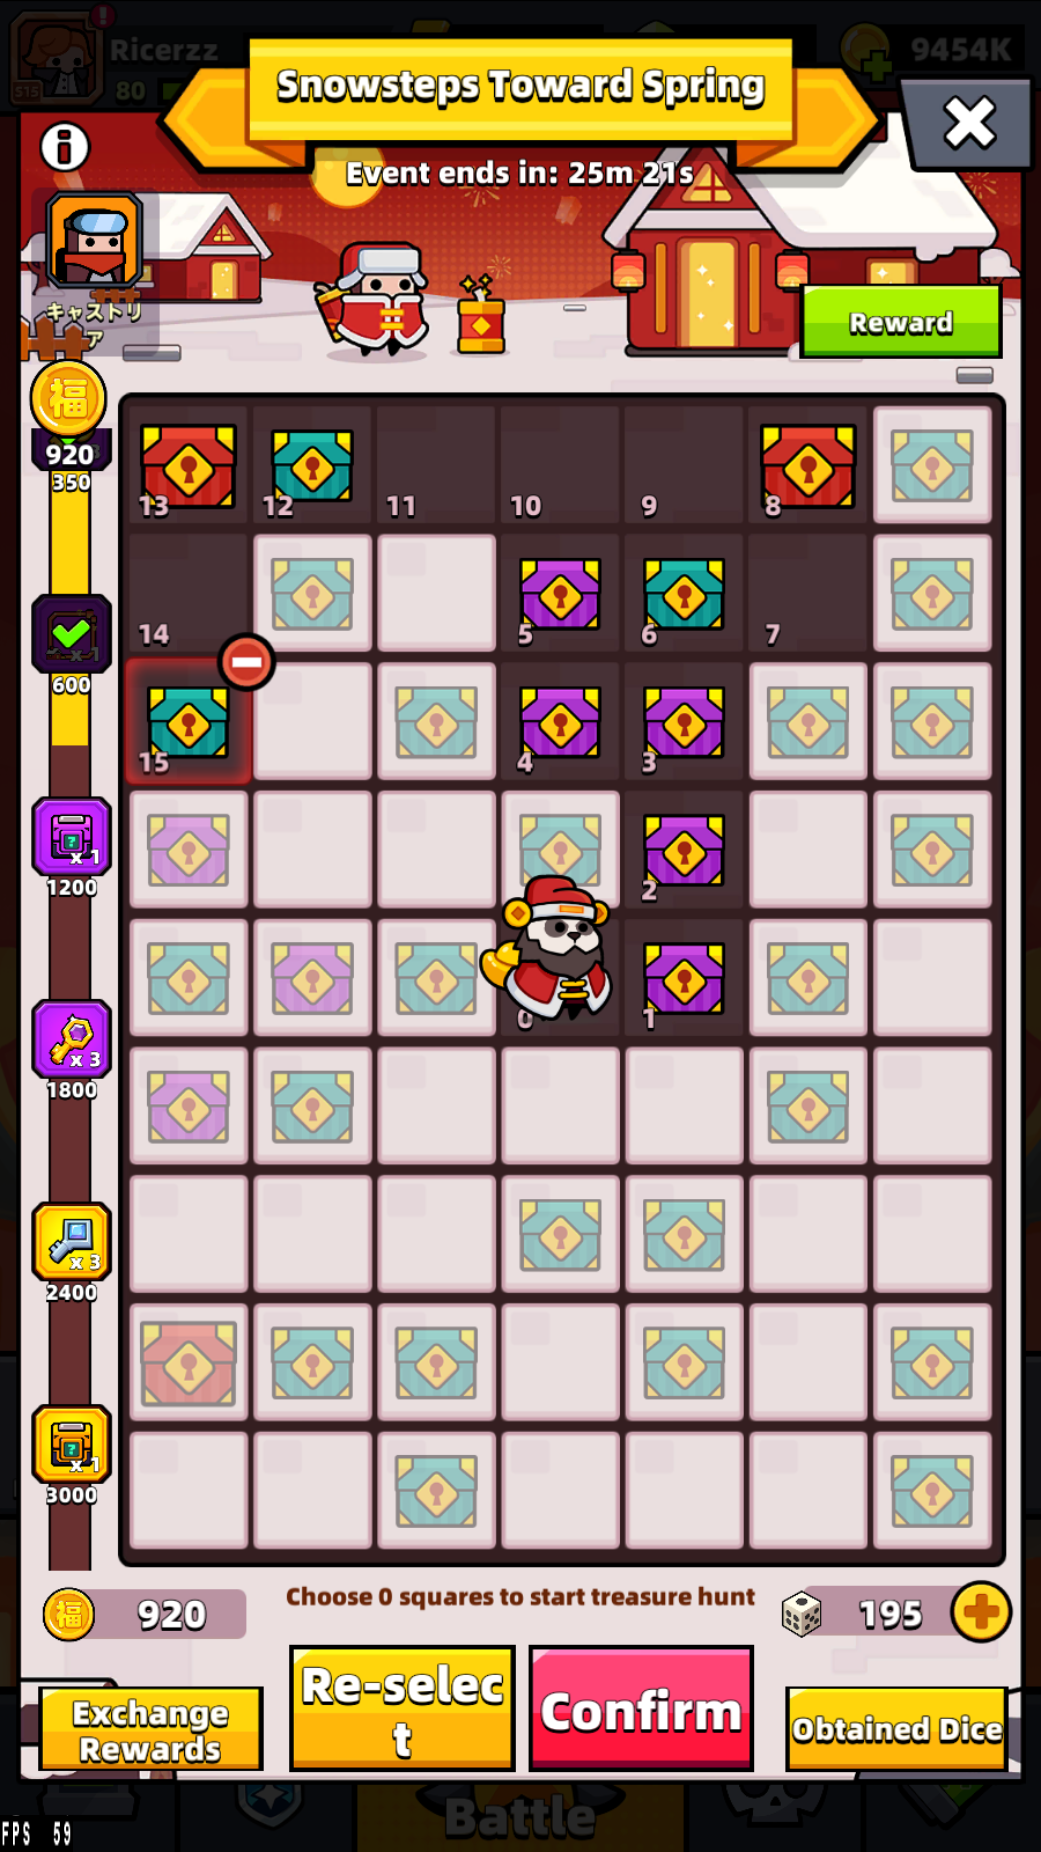 Ricerzz
9454K
S15
80
Snowsteps Toward Spring
Event ends in: 25m 21s
キャストリ
ア
Reward
福
920
350
13
12
11
10
9
8
x 1
600
14
5
6
7
15
4
3
x 1
1200
2
0
1
x 3
1800
x 3
2400
x 1
3000
福
920
Choose 0 squares to start treasure hunt
195
Re-selec
t
Confirm
Exchange
Rewards
Obtained Dice
Battle
FPS 59